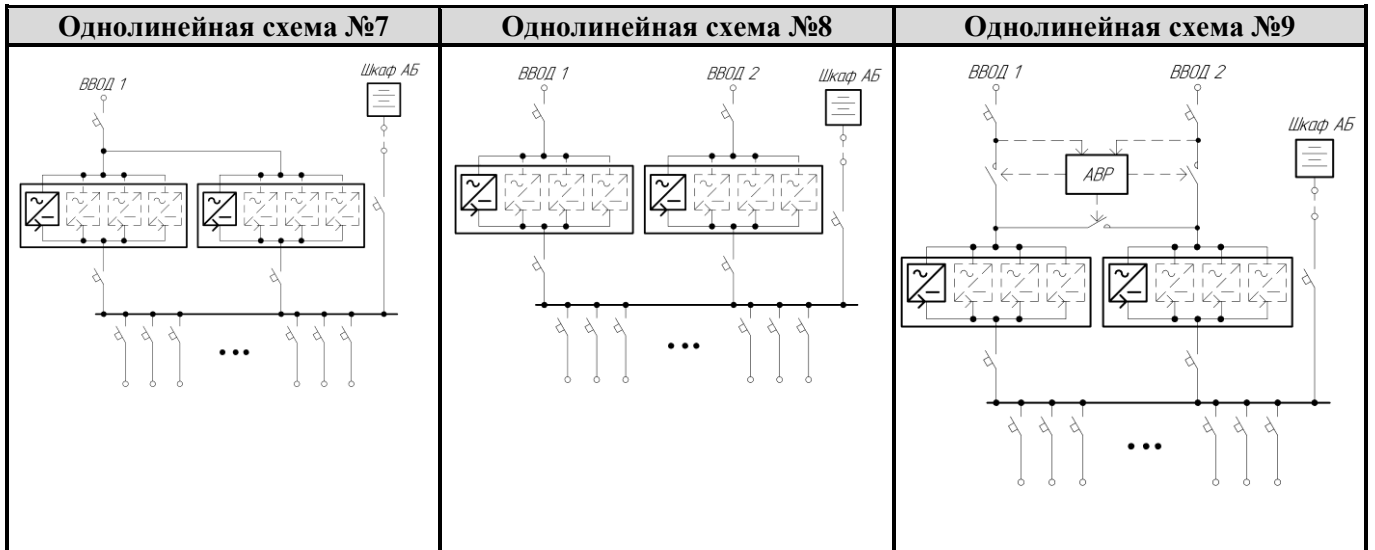 Однолинейная схема №7
Однолинейная схема №8
Однолинейная схема №9
ВВОД 1
Шкаф АБ
ВВОД 1
ВВОД 2
Шкаф АБ
ВВОД 1
ВВОД 2
Шкаф АБ
АВР